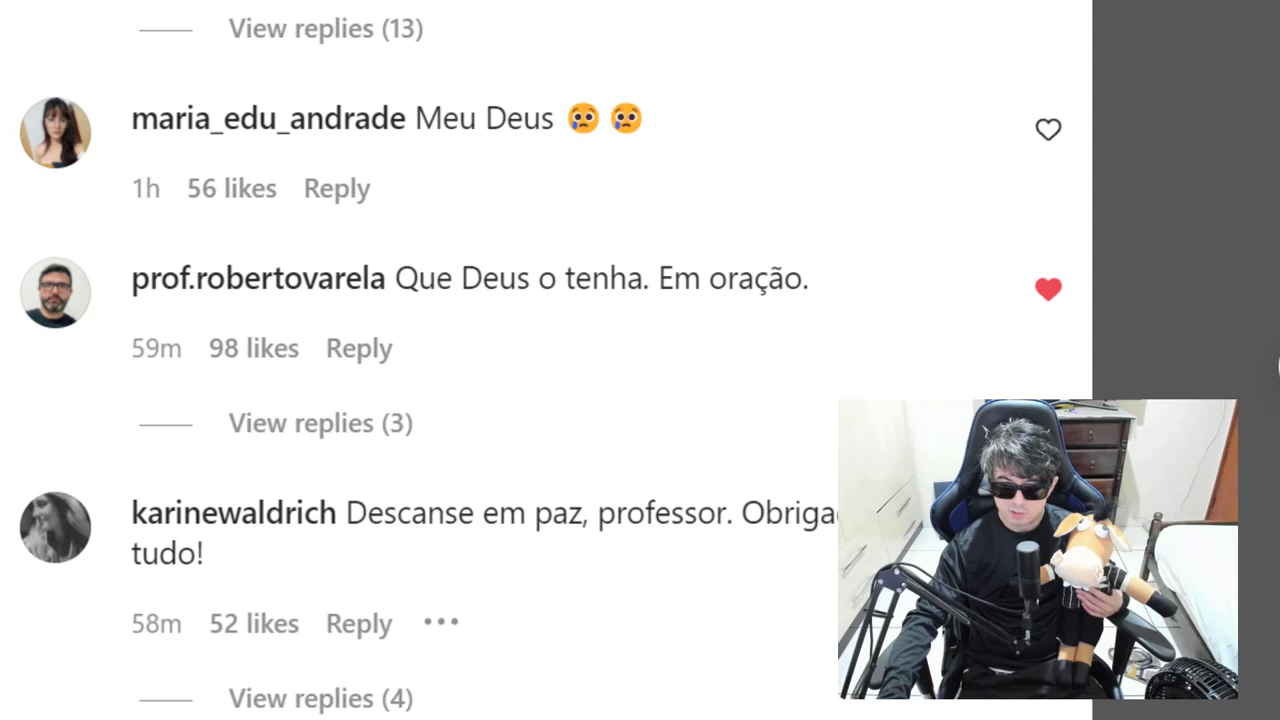 View replies (13)
maria_edu_andrade Meu Deus 😢 😢
1h 56 likes Reply
prof.robertovarela Que Deus o tenha. Em oração.
59m 98 likes Reply
View replies (3)
karinewaldrich Descanse em paz, professor.
tudo!
58m 52 likes Reply •••
View replies (4)